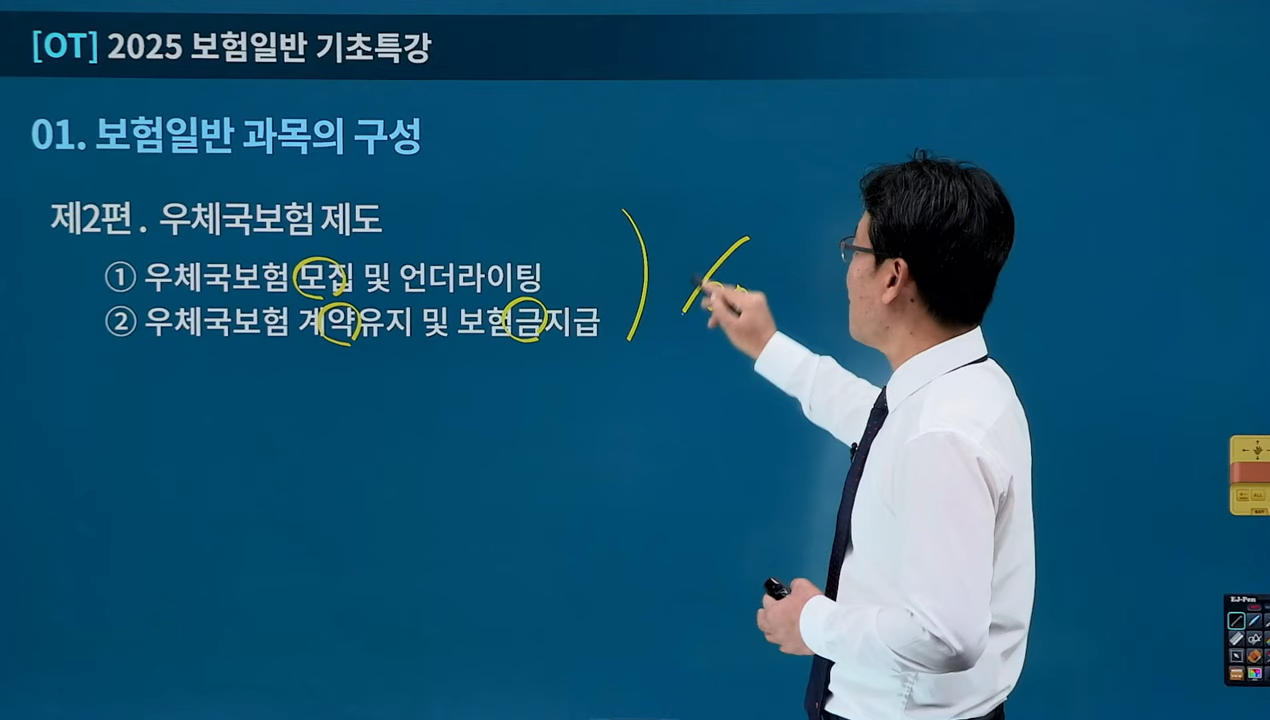 [OT] 2025 보험일반 기초특강
01. 보험일반 과목의 구성
제2편. 우체국보험 제도
① 우체국보험 모집 및 언더라이팅
② 우체국보험 계약유지 및 보험금지급
EJ-Pen
ALL